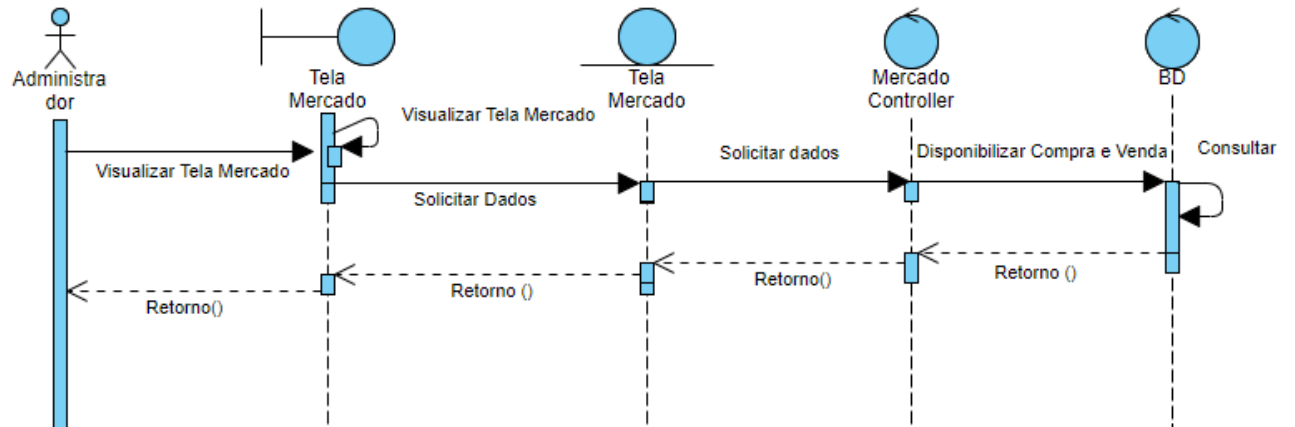 Administra
dor
Tela
Mercado
Tela
Mercado
Mercado
Controller
BD
Visualizar Tela Mercado
Visualizar Tela Mercado
Solicitar Dados
Solicitar dados
Disponibilizar Compra e Venda
Consultar
Retorno()
Retorno ()
Retorno()
Retorno ()